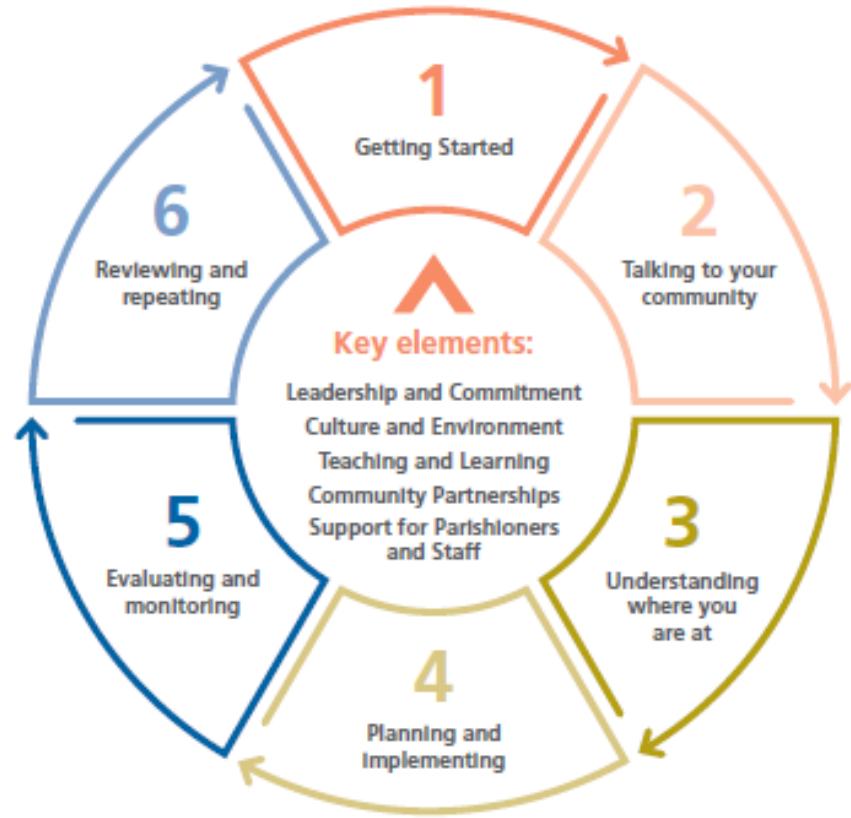 1
Getting Started
2
Talking to your
community
3
Understanding
where you
are at
4
Planning and
implementing
5
Evaluating and
monitoring
6
Reviewing and
repeating
Key elements:
Leadership and Commitment
Culture and Environment
Teaching and Learning
Community Partnerships
Support for Parishioners
and Staff